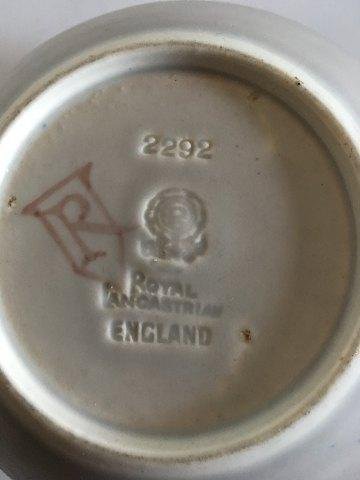 2292
ROYAL
LANCASTRIAN
ENGLAND